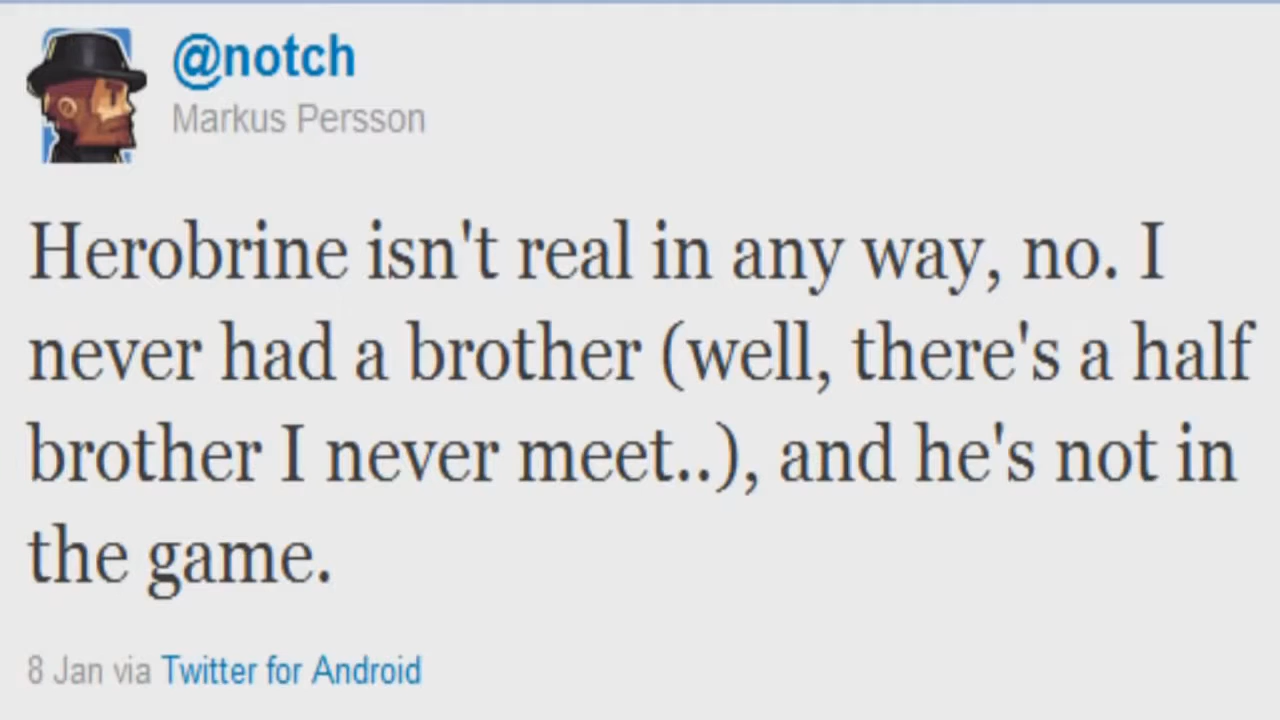 @notch
Markus Persson
Herobrine isn't real in any way, no. I
never had a brother (well, there's a half
brother I never meet..), and he's not in
the game.
8 Jan via Twitter for Android